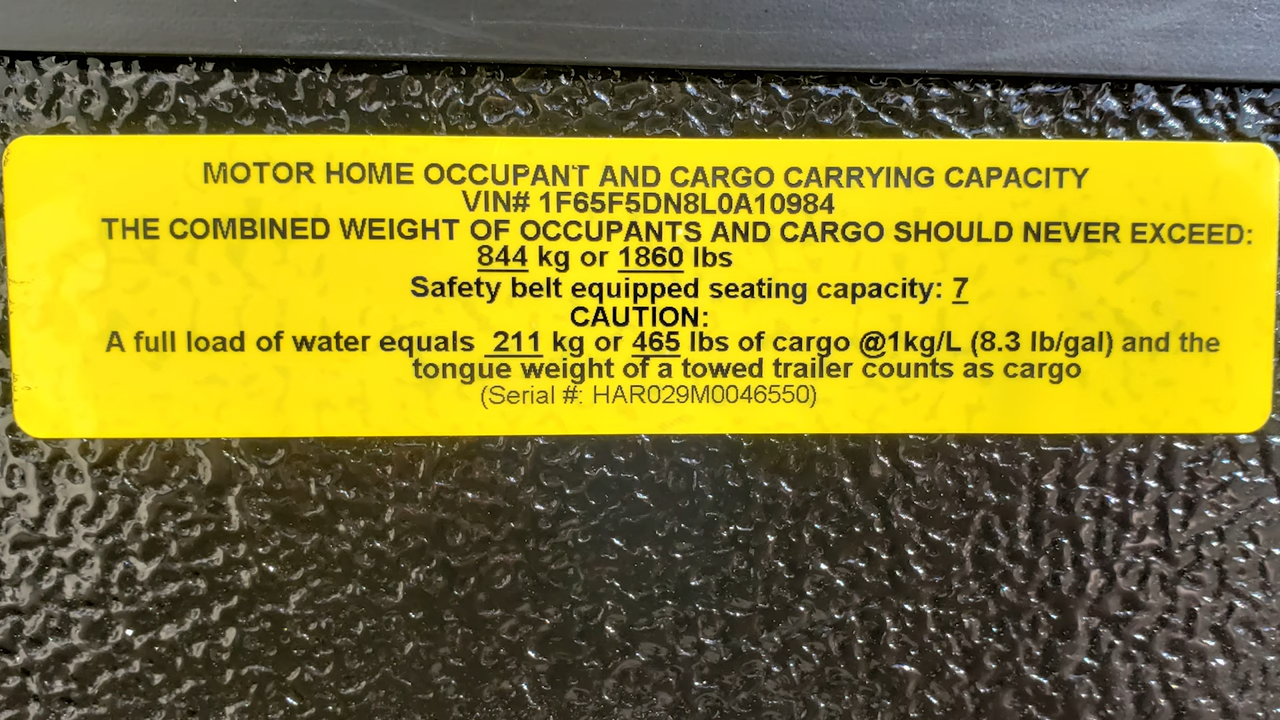 MOTOR HOME OCCUPANT AND CARGO CARRYING CAPACITY
VIN# 1F65F5DN8L0A10984
THE COMBINED WEIGHT OF OCCUPANTS AND CARGO SHOULD NEVER EXCEED:
844 kg or 1860 lbs
Safety belt equipped seating capacity: 7
CAUTION:
A full load of water equals 211 kg or 465 lbs of cargo @1kg/L (8.3 lb/gal) and the
tongue weight of a towed trailer counts as cargo
(Serial #: HAR029M0046550)